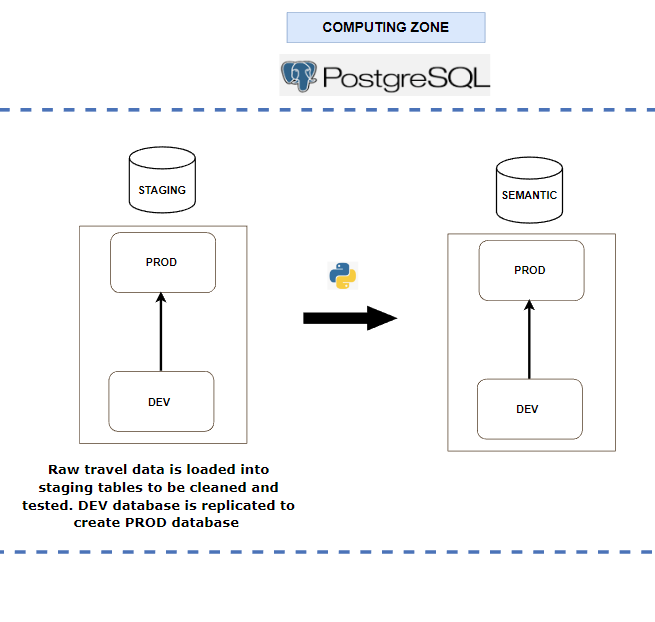 COMPUTING ZONE
PostgreSQL
STAGING
SEMANTIC
PROD
PROD
DEV
DEV
Raw travel data is loaded into
staging tables to be cleaned and
tested. DEV database is replicated to
create PROD database